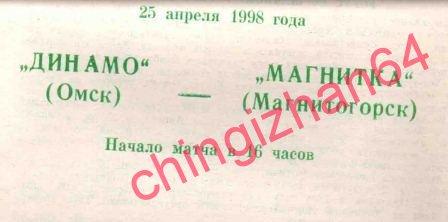 25 апреля 1998 года
„ДИНАМО“ — „МАГНИТКА“
(Омск) (Магнитогорск)
Начало матча в 16 часов
chingizhan64